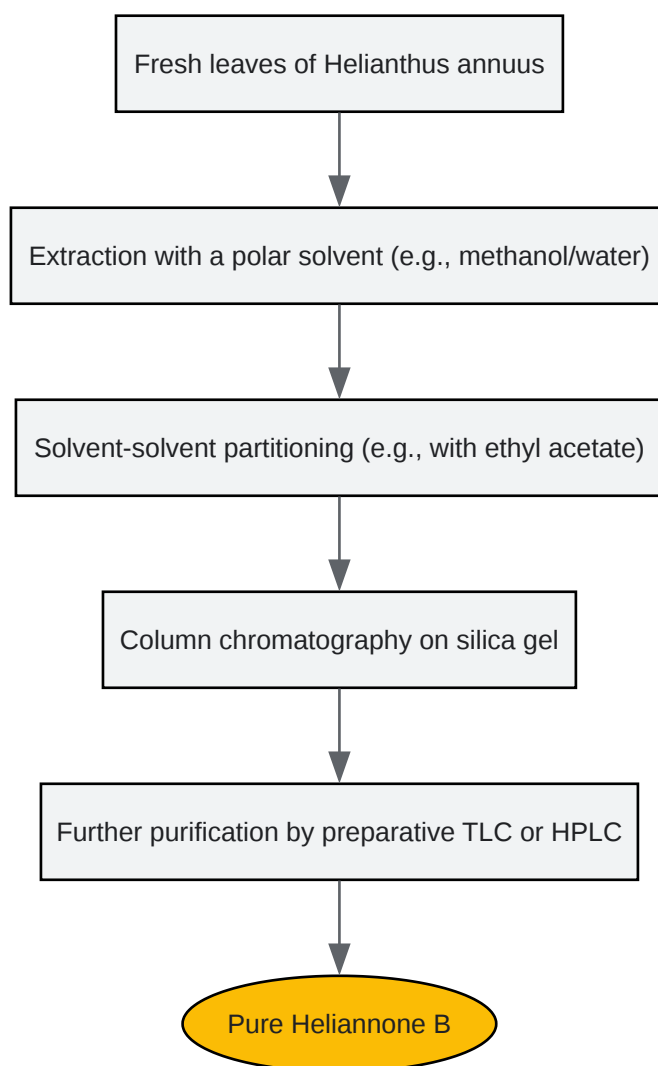 Fresh leaves of Helianthus annuus
Extraction with a polar solvent (e.g., methanol/water)
Solvent-solvent partitioning (e.g., with ethyl acetate)
Column chromatography on silica gel
Further purification by preparative TLC or HPLC
Pure Heliannone B